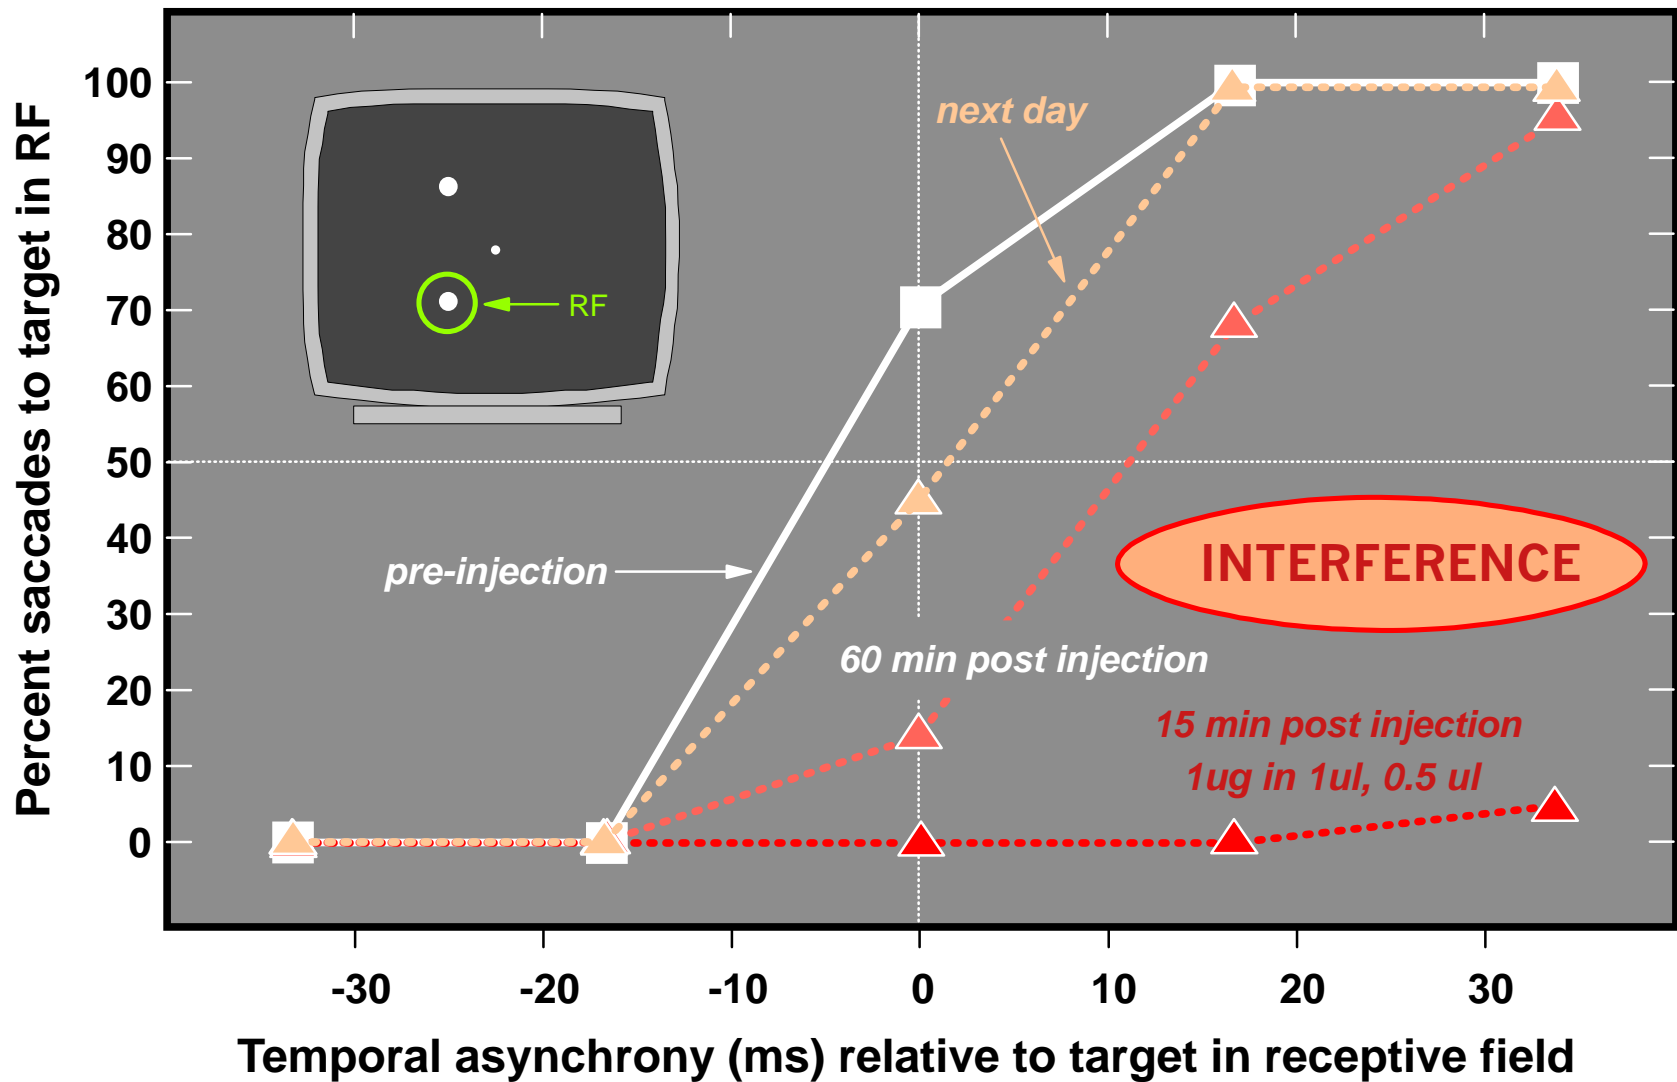 Percent saccades to target in RF
100
90
80
70
60
50
40
30
20
10
0
RF
next day
pre-injection
INTERFERENCE
60 min post injection
15 min post injection
1ug in 1ul, 0.5 ul
-30 -20 -10 0 10 20 30
Temporal asynchrony (ms) relative to target in receptive field